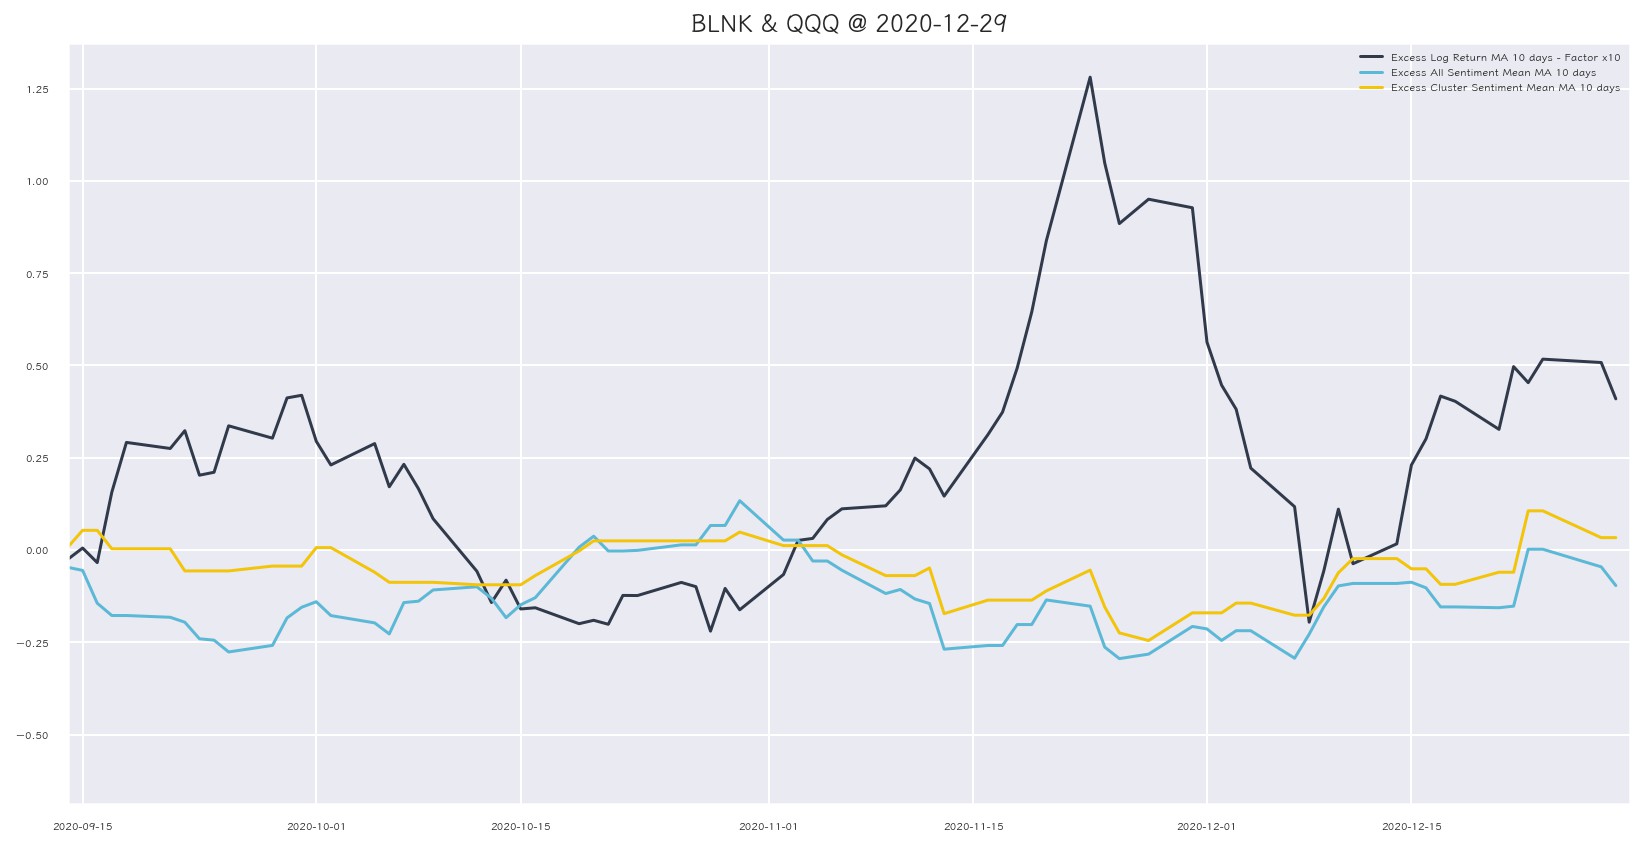 BLNK & QQQ @ 2020-12-29
Excess Log Return MA 10 days - Factor x10
Excess All Sentiment Mean MA 10 days
Excess Cluster Sentiment Mean MA 10 days
1.25
1.00
0.75
0.50
0.25
0.00
−0.25
−0.50
2020-09-15 2020-10-01 2020-10-15 2020-11-01 2020-11-15 2020-12-01 2020-12-15